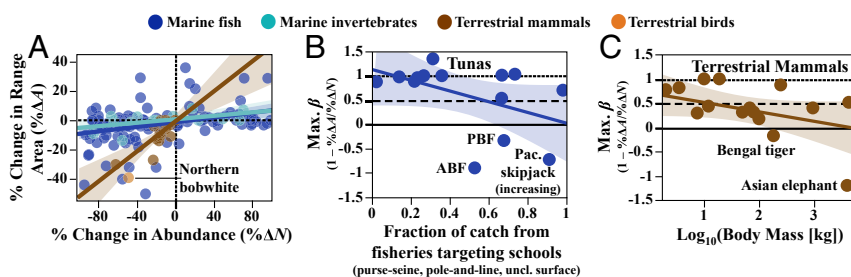 Marine fish Marine invertebrates Terrestrial mammals Terrestrial birds
A
% Change in Range
Area (%ΔA)
40
20
0
-20
-40
-80 -40 0 40 80
% Change in Abundance (%ΔN)
Northern
bobwhite
B
Max. β
(1 – %ΔA/%ΔN)
1.5
1
0.5
0
-0.5
-1
-1.5
0 0.2 0.4 0.6 0.8 1
Tunas
PBF
ABF
Pac.
skipjack
(increasing)
Fraction of catch from
fisheries targeting schools
(purse-seine, pole-and-line, uncl. surface)
C
Max. β
(1 – %ΔA/%ΔN)
1.5
1
0.5
0
-0.5
-1
-1.5
0 1 2 3
Terrestrial Mammals
Bengal tiger
Asian elephant
Log10(Body Mass [kg])